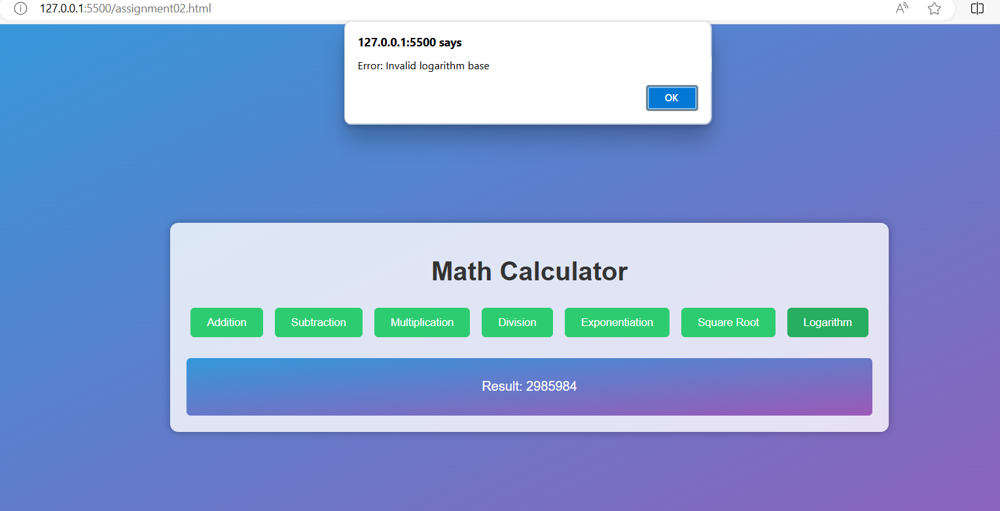 127.0.0.1:5500/assignment02.html
127.0.0.1:5500 says
Error: Invalid logarithm base
OK
Math Calculator
Addition Subtraction Multiplication Division Exponentiation Square Root Logarithm
Result: 2985984